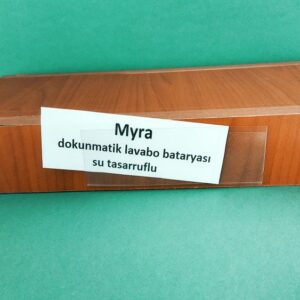 Myra
dokunmatik lavabo bataryası
su tasarruflu